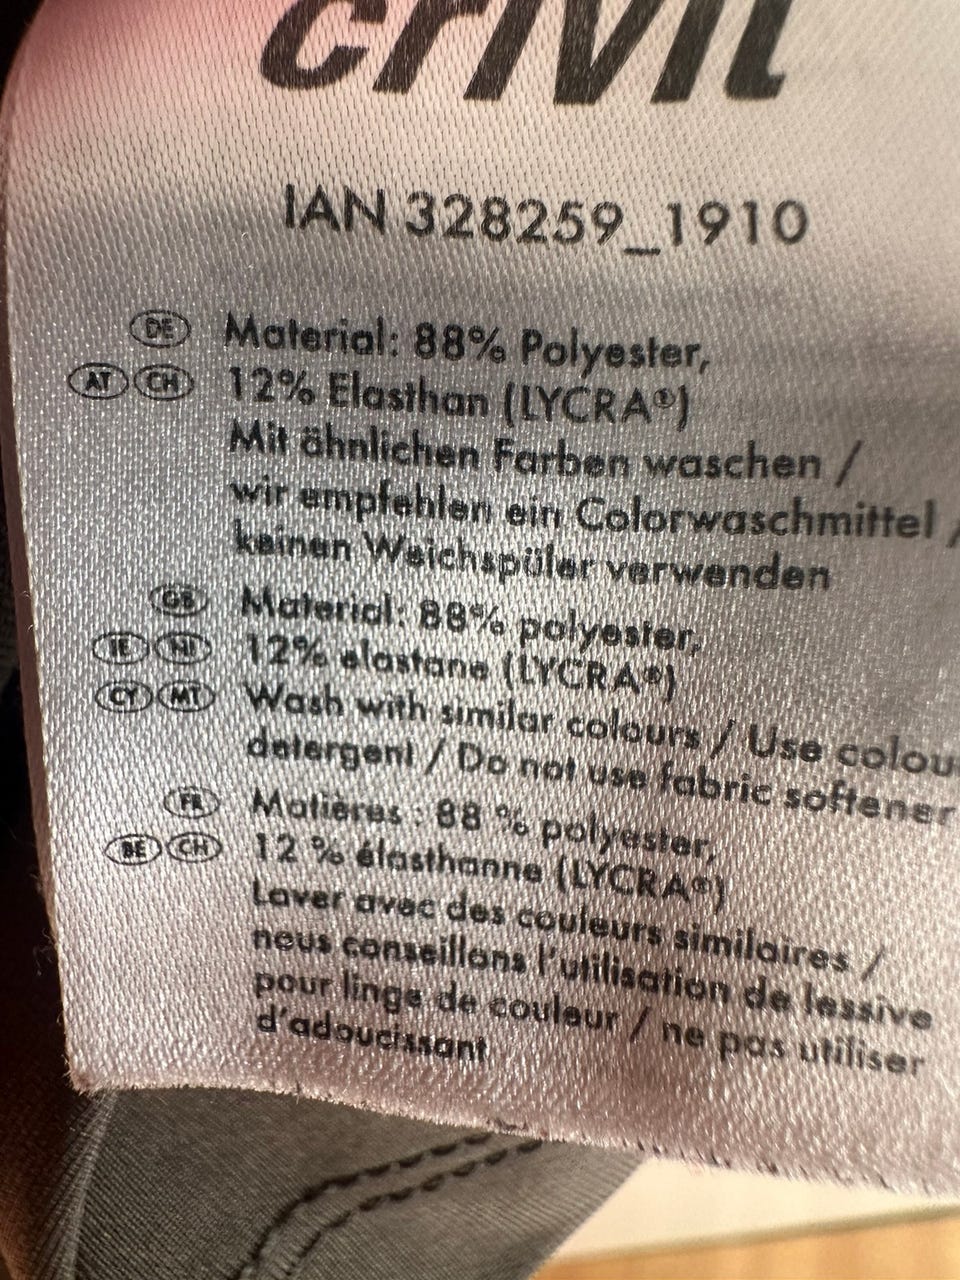 crivit
IAN 328259_1910
DE Material: 88% Polyester,
AT CH 12% Elasthan (LYCRA®)
Mit ähnlichen Farben waschen /
wir empfehlen ein Colorwaschmittel /
keinen Weichspüler verwenden
GB Material: 88% polyester,
IE NI 12% elastane (LYCRA®)
CY MT Wash with similar colours / Use colou
detergent / Do not use fabric softener
FR Matières : 88 % polyester,
BE CH 12 % élasthanne (LYCRA®)
Laver avec des couleurs similaires /
nous conseillons l'utilisation de lessive
pour linge de couleur / ne pas utiliser
d'adoucissant